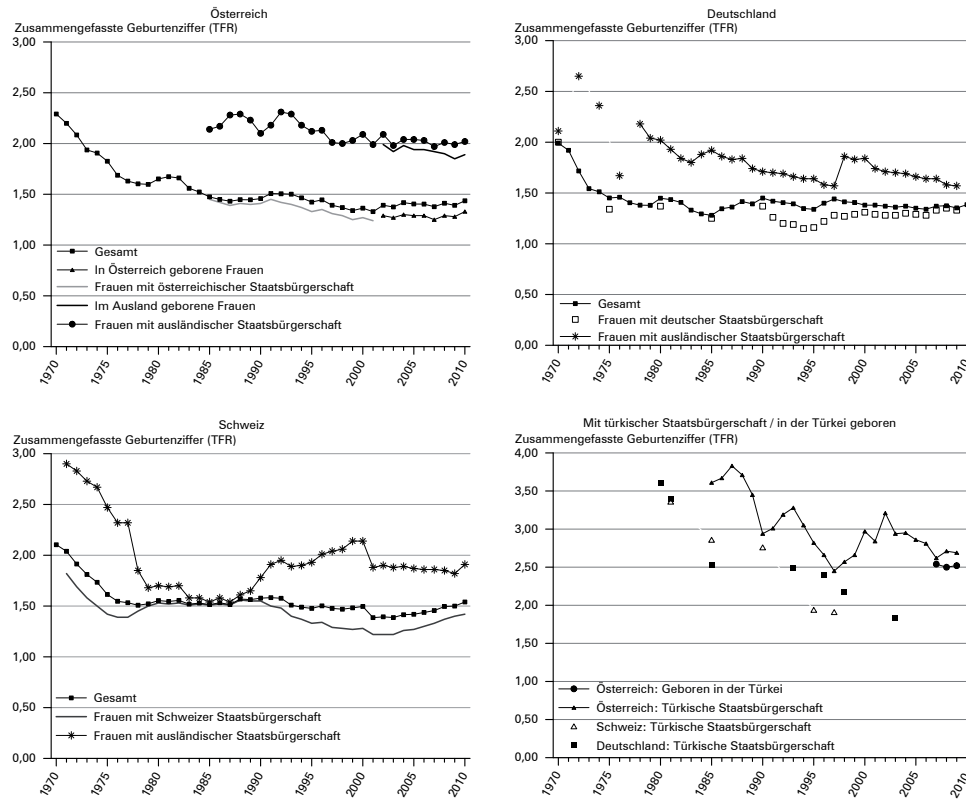 Österreich
Zusammengefasste Geburtenziffer (TFR)
3,00
2,50
2,00
1,50
1,00
0,50
0,00
Gesamt
In Österreich geborene Frauen
Frauen mit österreichischer Staatsbürgerschaft
Im Ausland geborene Frauen
Frauen mit ausländischer Staatsbürgerschaft
1970 1975 1980 1985 1990 1995 2000 2005 2010
Deutschland
Zusammengefasste Geburtenziffer (TFR)
3,00
2,50
2,00
1,50
1,00
0,50
0,00
Gesamt
Frauen mit deutscher Staatsbürgerschaft
Frauen mit ausländischer Staatsbürgerschaft
1970 1975 1980 1985 1990 1995 2000 2005 2010
Schweiz
Zusammengefasste Geburtenziffer (TFR)
3,00
2,50
2,00
1,50
1,00
0,50
0,00
Gesamt
Frauen mit Schweizer Staatsbürgerschaft
Frauen mit ausländischer Staatsbürgerschaft
1970 1975 1980 1985 1990 1995 2000 2005 2010
Mit türkischer Staatsbürgerschaft / in der Türkei geboren
Zusammengefasste Geburtenziffer (TFR)
4,00
3,50
3,00
2,50
2,00
1,50
1,00
0,50
0,00
Österreich: Geboren in der Türkei
Österreich: Türkische Staatsbürgerschaft
Schweiz: Türkische Staatsbürgerschaft
Deutschland: Türkische Staatsbürgerschaft
1970 1975 1980 1985 1990 1995 2000 2005 2010